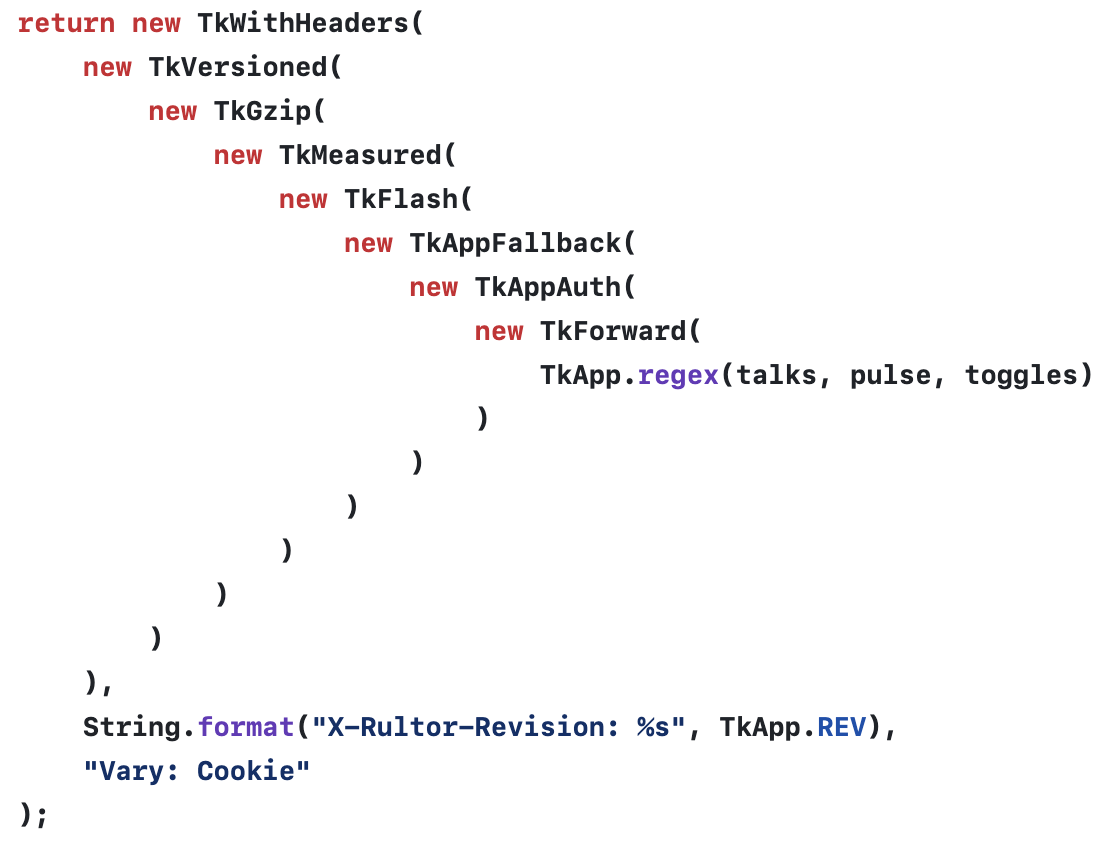 return new TkWithHeaders(
    new TkVersioned(
        new TkGzip(
            new TkMeasured(
                new TkFlash(
                    new TkAppFallback(
                        new TkAppAuth(
                            new TkForward(
                                TkApp.regex(talks, pulse, toggles)
                            )
                        )
                    )
                )
            )
        )
    ),
    String.format("X-Rultor-Revision: %s", TkApp.REV),
    "Vary: Cookie"
);